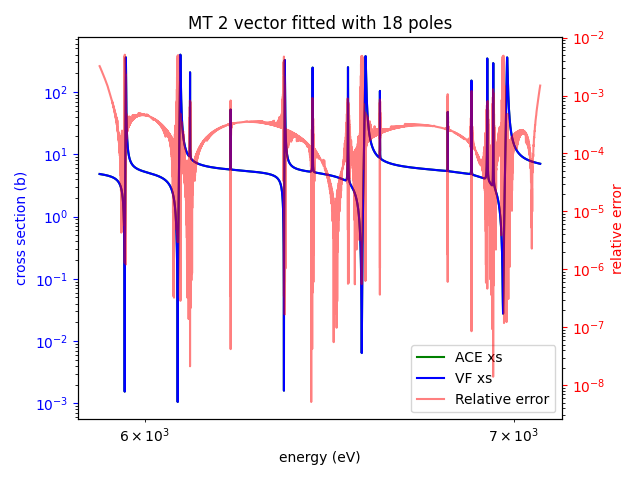 MT 2 vector fitted with 18 poles
cross section (b)
10²
10¹
10⁰
10⁻¹
10⁻²
10⁻³
10⁻²
10⁻³
10⁻⁴
10⁻⁵
10⁻⁶
10⁻⁷
10⁻⁸
relative error
ACE xs
VF xs
Relative error
6 × 10³
7 × 10³
energy (eV)